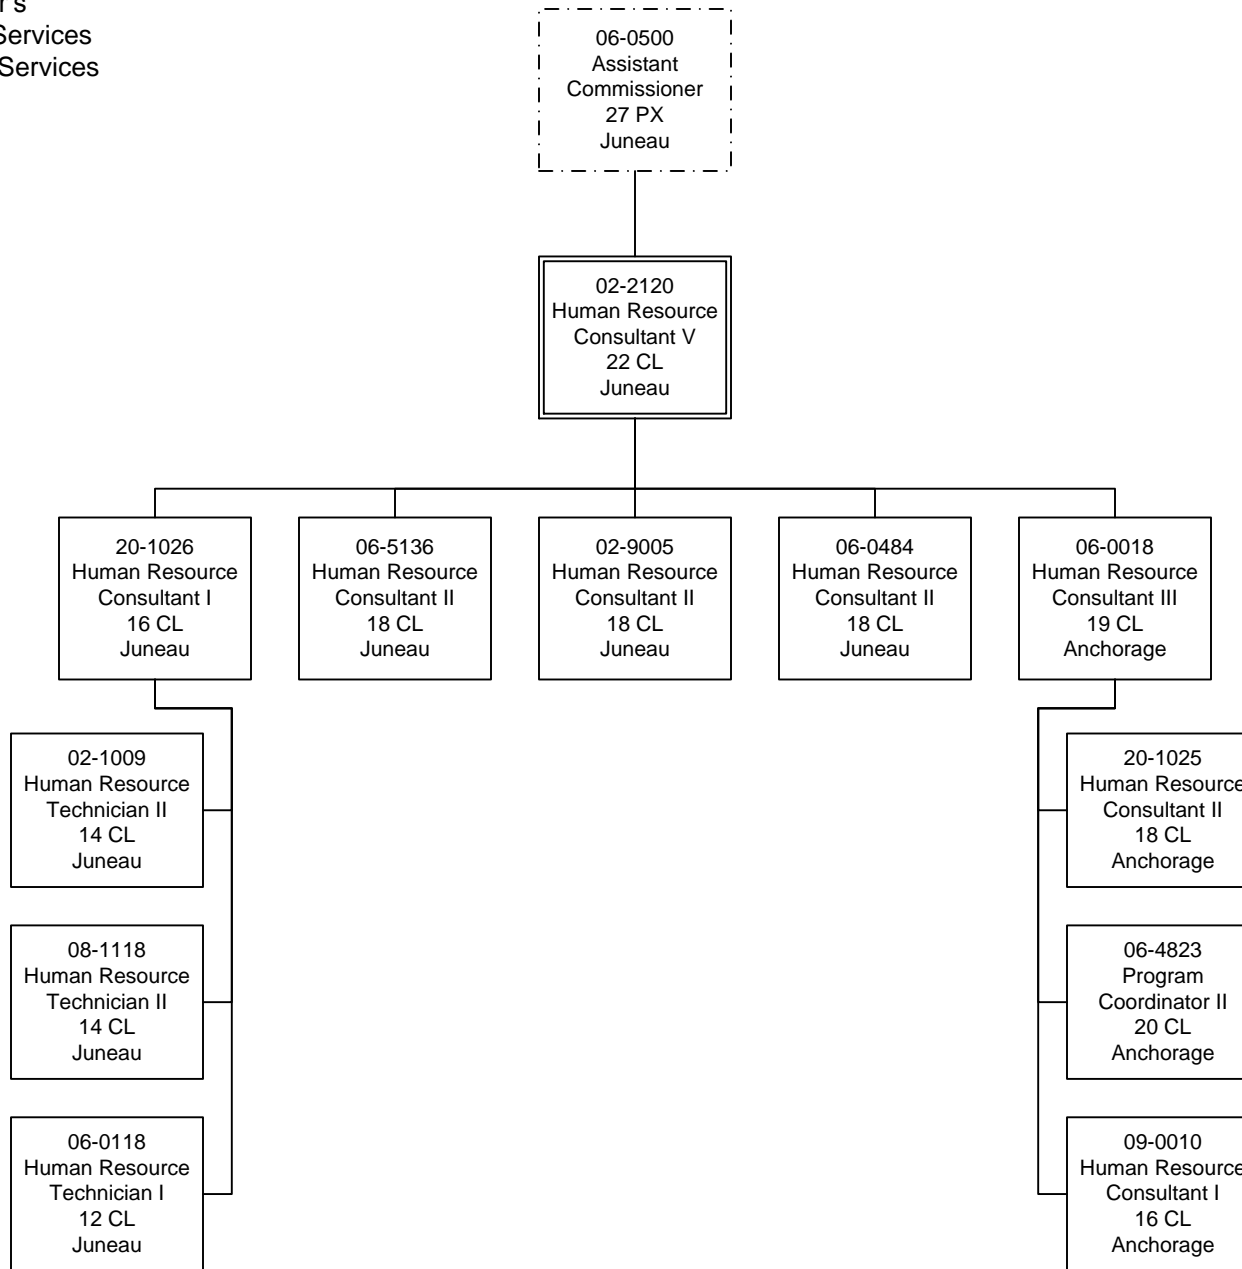 Services
Services
06-0500
Assistant
Commissioner
27 PX
Juneau
02-2120
Human Resource
Consultant V
22 CL
Juneau
20-1026
Human Resource
Consultant I
16 CL
Juneau
06-5136
Human Resource
Consultant II
18 CL
Juneau
02-9005
Human Resource
Consultant II
18 CL
Juneau
06-0484
Human Resource
Consultant II
18 CL
Juneau
06-0018
Human Resource
Consultant III
19 CL
Anchorage
02-1009
Human Resource
Technician II
14 CL
Juneau
08-1118
Human Resource
Technician II
14 CL
Juneau
06-0118
Human Resource
Technician I
12 CL
Juneau
20-1025
Human Resource
Consultant II
18 CL
Anchorage
06-4823
Program
Coordinator II
20 CL
Anchorage
09-0010
Human Resource
Consultant I
16 CL
Anchorage